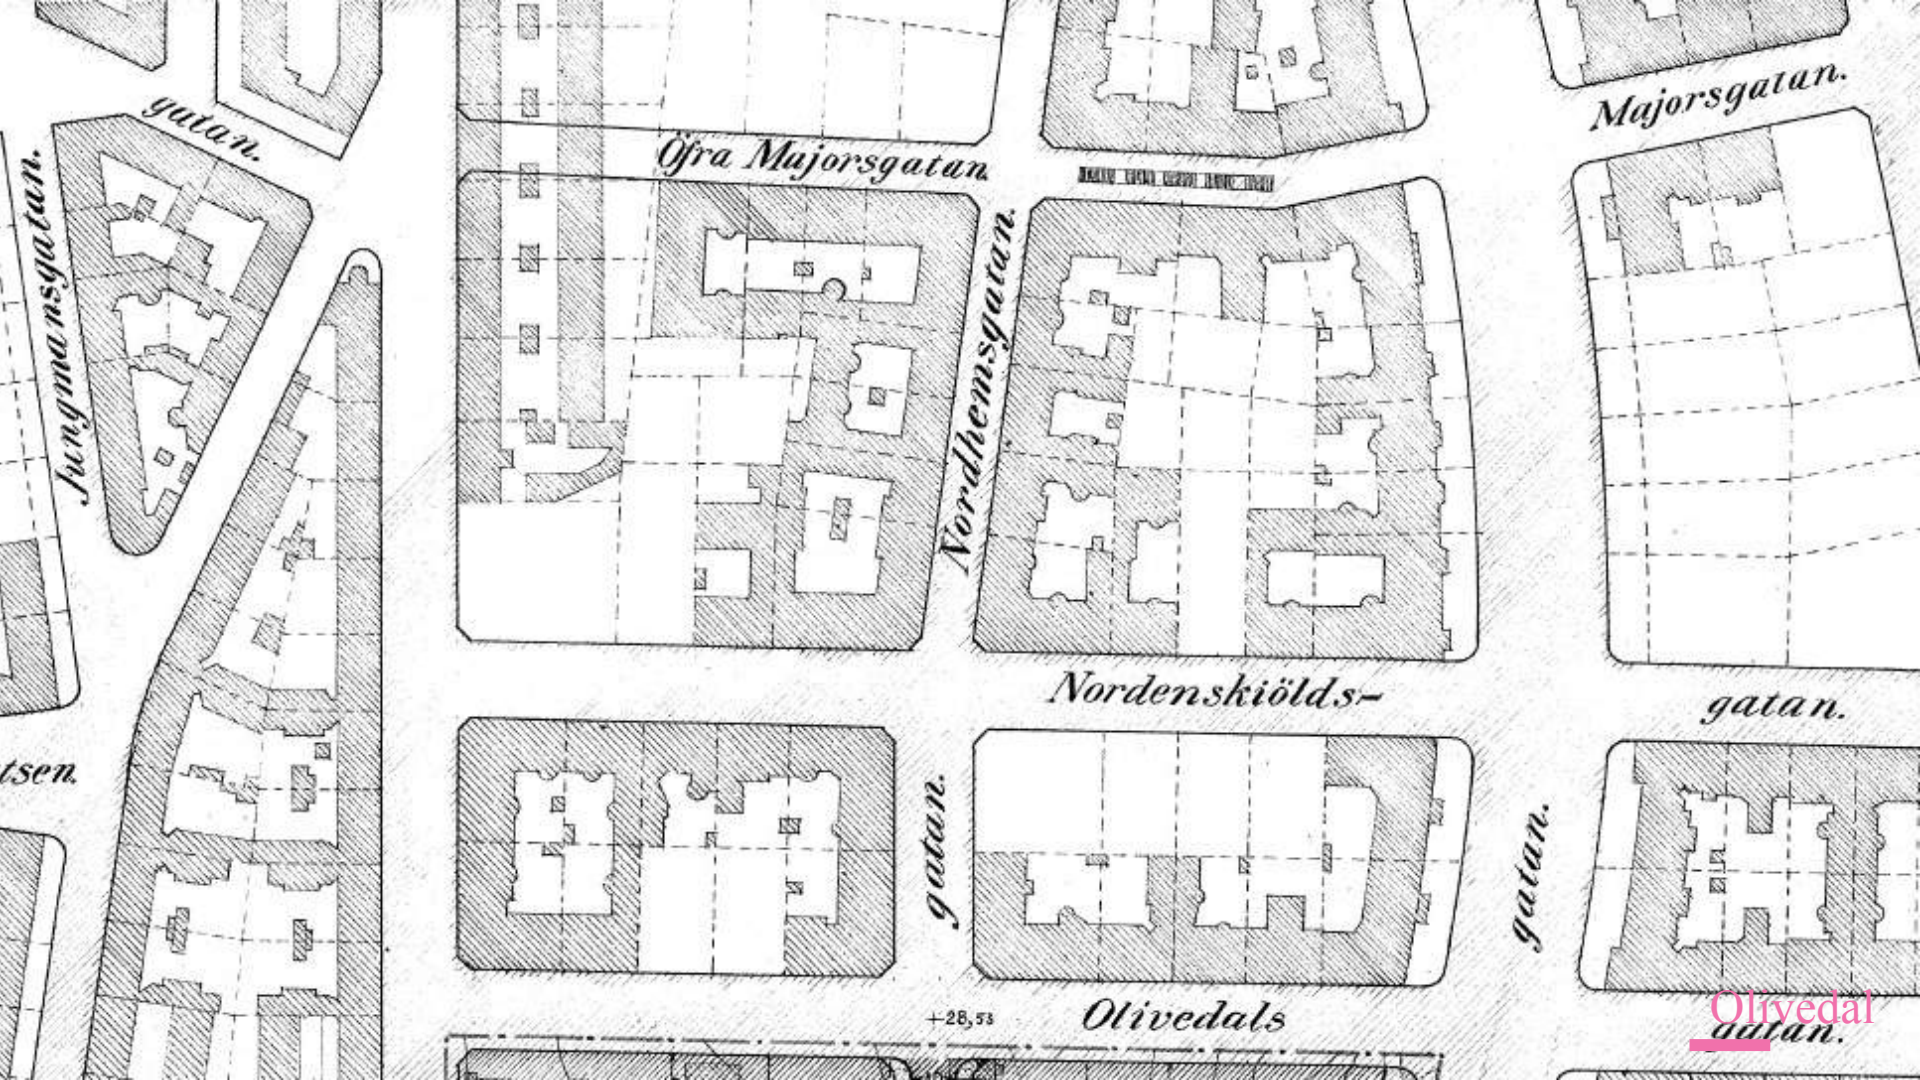 Majorsgatan.
gatan.
Öfra Majorsgatan.
Jungmansgatan.
Nordhemsgatan.
Nordenskiölds-
gatan.
tsen.
gatan.
gatan.
Olivedals
+28,53
Olivedal
gatan.